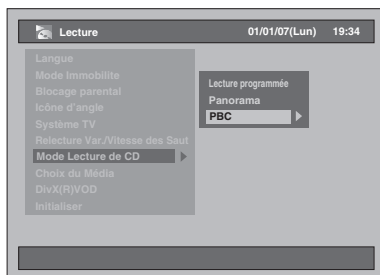 Lecture 01/01/07(Lun) 19:34
Langue
Mode Immobilite
Blocage parental
Icône d'angle
Système TV
Relecture Var./Vitesse des Saut
Mode Lecture de CD
Choix du Média
DivX(R)VOD
Initialiser
Lecture programmée
Panorama
PBC